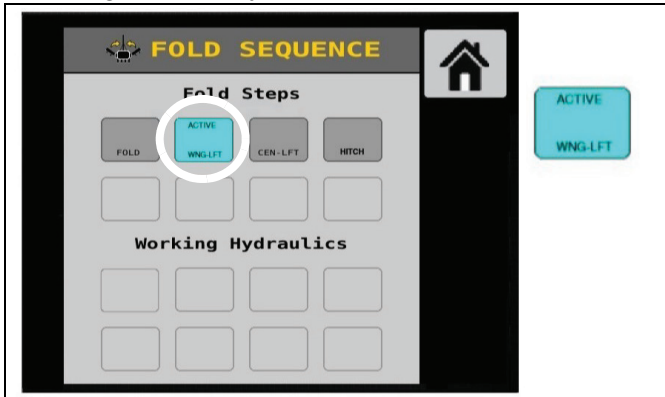 FOLD SEQUENCE
Fold Steps
FOLD
ACTIVE
WNG-LFT
CEN-LFT
HITCH
Working Hydraulics
ACTIVE
WNG-LFT